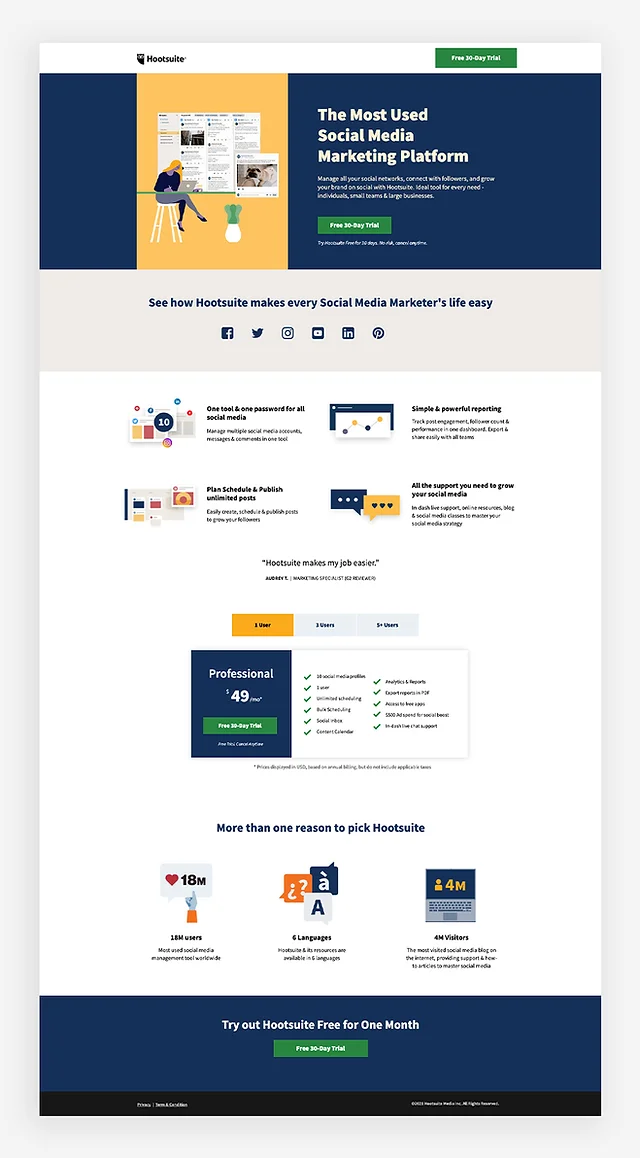 Hootsuite
Free 30-Day Trial
The Most Used
Social Media
Marketing Platform
Manage all your social networks, connect with followers, and grow
your brand on social with Hootsuite. Ideal tool for every need -
individuals, small teams & large businesses.
Free 30-Day Trial
Try Hootsuite Free for 30 days. No risk, cancel anytime.
See how Hootsuite makes every Social Media Marketer's life easy
10
One tool & one password for all
social media
Manage multiple social media accounts,
messages & comments in one tool
Simple & powerful reporting
Track post engagement, follower count &
performance in one dashboard. Export &
share easily with all teams
Plan Schedule & Publish
unlimited posts
Easily create, schedule & publish posts
to grow your followers
All the support you need to grow
your social media
In-dash live support, online resources, blog
& social media classes to master your
social media strategy
“Hootsuite makes my job easier.”
AUDREY T. | MARKETING SPECIALIST (G2 REVIEWER)
1 User
3 Users
5+ Users
Professional
$49/mo*
Free 30-Day Trial
Free Trial. Cancel Anytime
10 social media profiles
1 user
Unlimited scheduling
Bulk Scheduling
Social Inbox
Content Calendar
Analytics & Reports
Export reports in PDF
Access to free apps
$500 Ad spend for social boost
In-dash live chat support
* Prices displayed in USD, based on annual billing, but do not include applicable taxes
More than one reason to pick Hootsuite
18M
¿? à A
4M
18M users
Most used social media
management tool worldwide
6 Languages
Hootsuite & its resources are
available in 6 languages
4M Visitors
The most visited social media blog on
the internet, providing support & how-
to articles to master social media
Try out Hootsuite Free for One Month
Free 30-Day Trial
Privacy | Terms & Condition
Hootsuite Media Inc. All Rights Reserved.